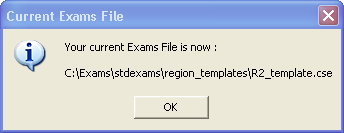 Current Exams File
Your current Exams File is now :
C:\Exams\stdexams\region_templates\R2_template.cse
OK